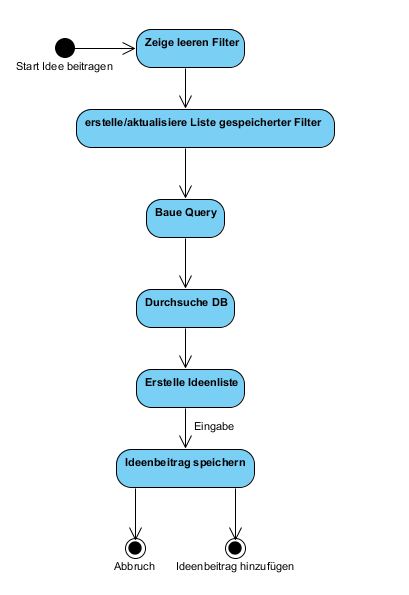 Zeige leeren Filter
Start Idee beitragen
erstelle/aktualisiere Liste gespeicherter Filter
Baue Query
Durchsuche DB
Erstelle Ideenliste
Eingabe
Ideenbeitrag speichern
Abbruch
Ideenbeitrag hinzufügen